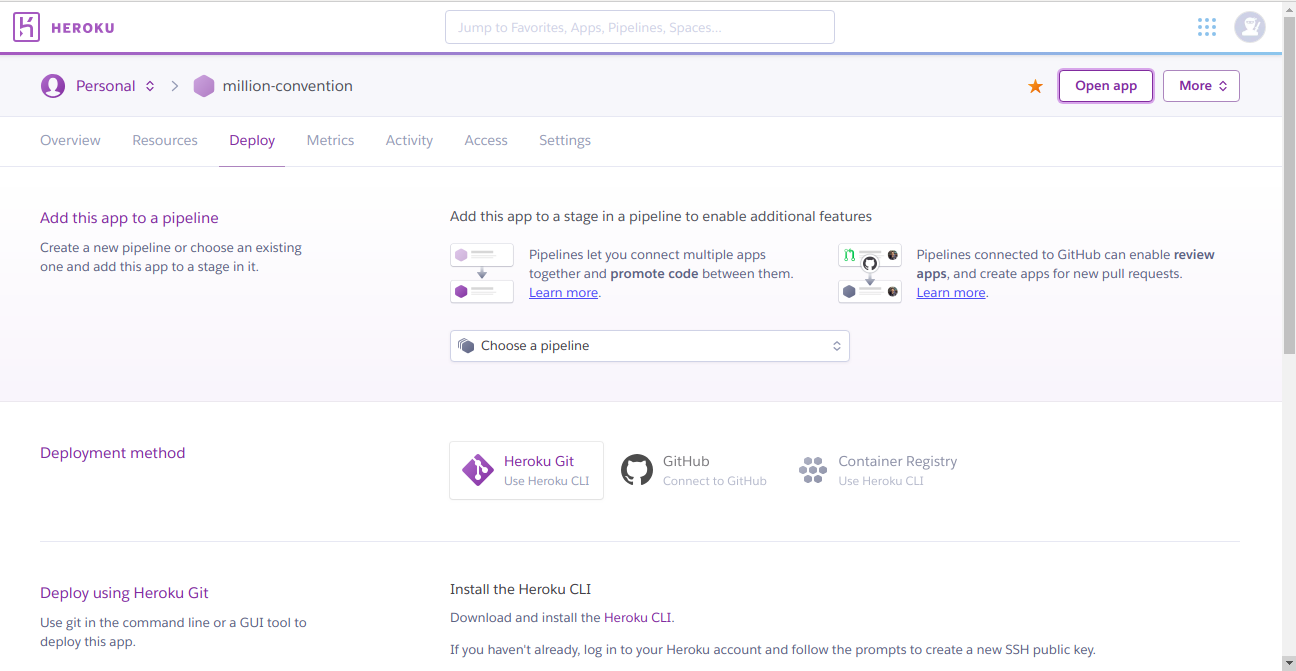 HEROKU
Jump to Favorites, Apps, Pipelines, Spaces...
Personal
million-convention
Open app
More
Overview
Resources
Deploy
Metrics
Activity
Access
Settings
Add this app to a pipeline
Create a new pipeline or choose an existing
one and add this app to a stage in it.
Add this app to a stage in a pipeline to enable additional features
Pipelines let you connect multiple apps
together and promote code between them.
Learn more.
Pipelines connected to GitHub can enable review
apps, and create apps for new pull requests.
Learn more.
Choose a pipeline
Deployment method
Heroku Git
Use Heroku CLI
GitHub
Connect to GitHub
Container Registry
Use Heroku CLI
Deploy using Heroku Git
Use git in the command line or a GUI tool to
deploy this app.
Install the Heroku CLI
Download and install the Heroku CLI.
If you haven't already, log in to your Heroku account and follow the prompts to create a new SSH public key.